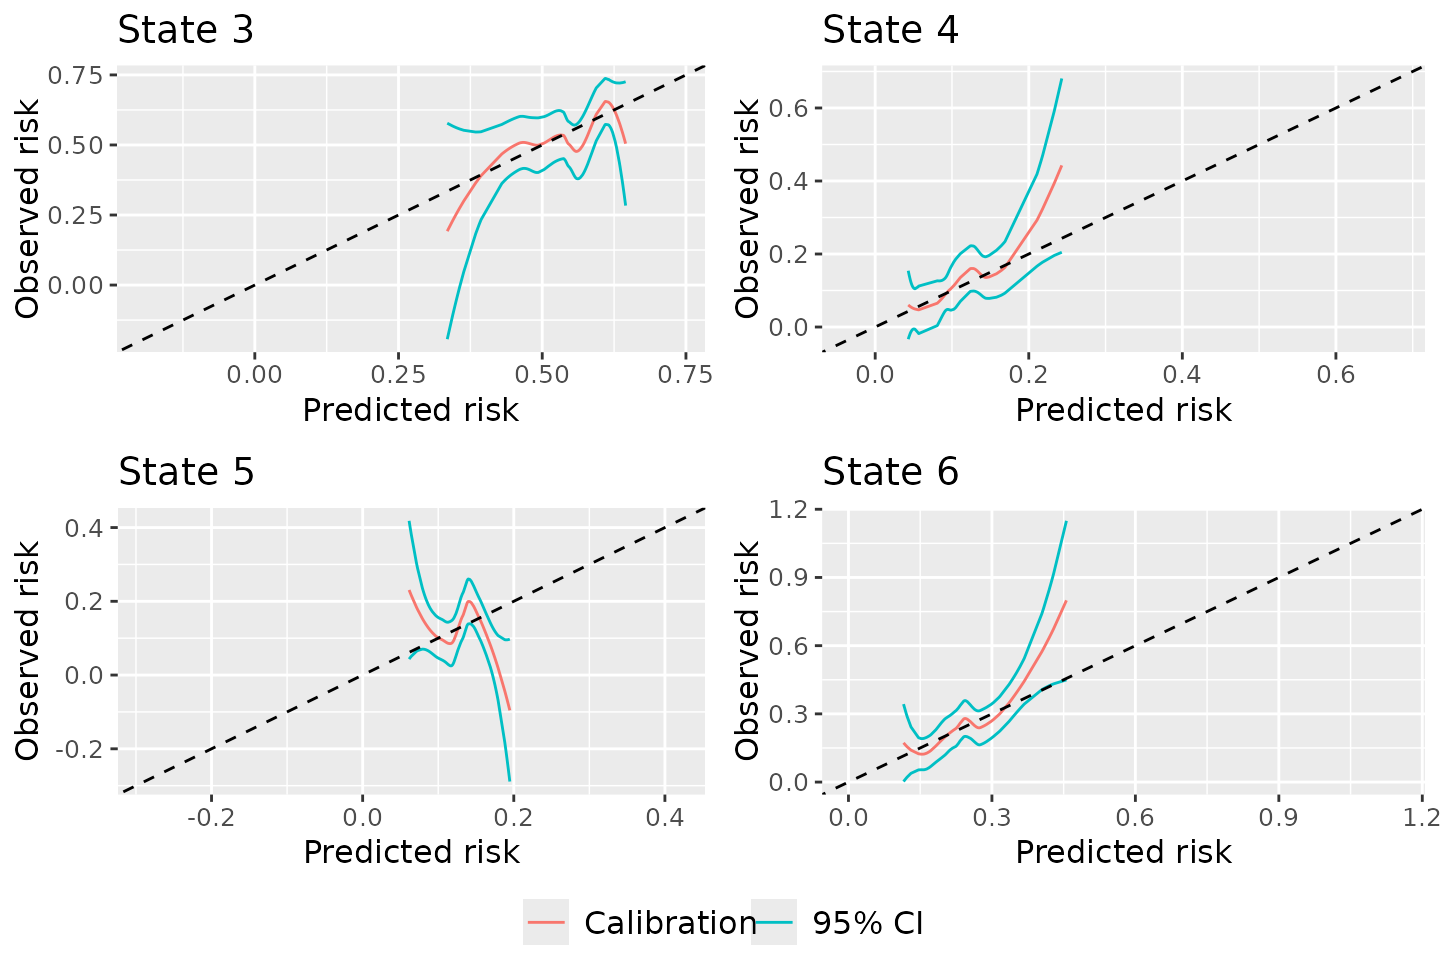 State 3
State 4
Observed risk
0.75
0.50
0.25
0.00
0.00 0.25 0.50 0.75
Predicted risk
Observed risk
0.6
0.4
0.2
0.0
0.0 0.2 0.4 0.6
Predicted risk
State 5
State 6
Observed risk
0.4
0.2
0.0
-0.2
-0.2 0.0 0.2 0.4
Predicted risk
Observed risk
1.2
0.9
0.6
0.3
0.0
0.0 0.3 0.6 0.9 1.2
Predicted risk
Calibration 95% CI